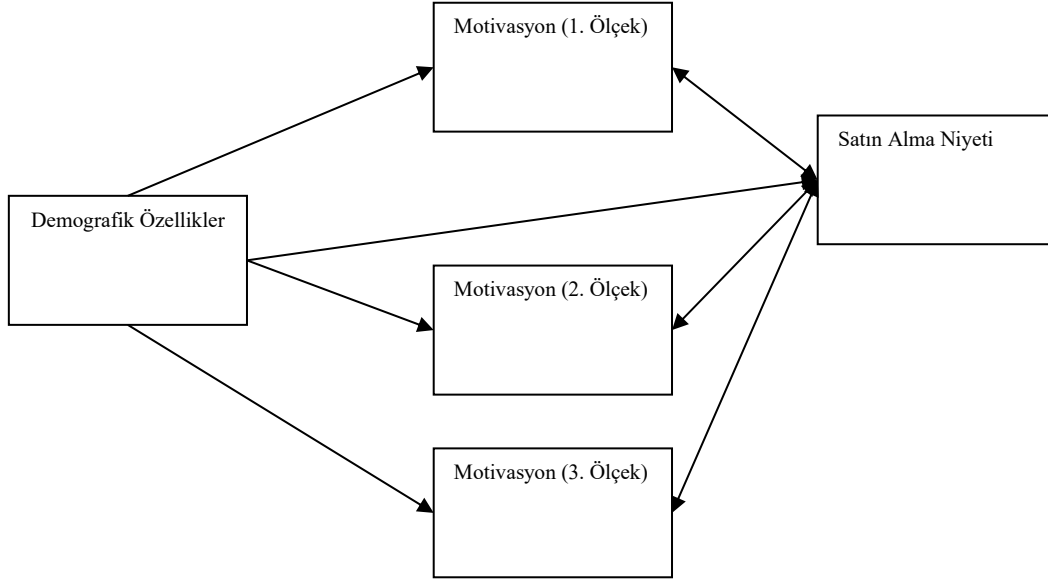 Motivasyon (1. Ölçek)
Satın Alma Niyeti
Demografik Özellikler
Motivasyon (2. Ölçek)
Motivasyon (3. Ölçek)